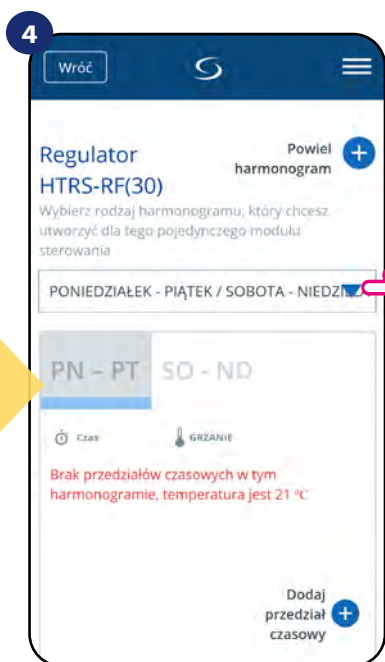 4
Wróć
Regulator
HTRS-RF(30)
Powiel
harmonogram
Wybierz rodzaj harmonogramu, który chcesz
utworzyć dla tego pojedynczego modułu
sterowania
PONIEDZIAŁEK - PIĄTEK / SOBOTA -
PN – PT SO - ND
Czas GRZANIE
Brak przedziałów czasowych w tym
harmonogramie, temperatura jest 21 °C
Dodaj
przedział
czasowy